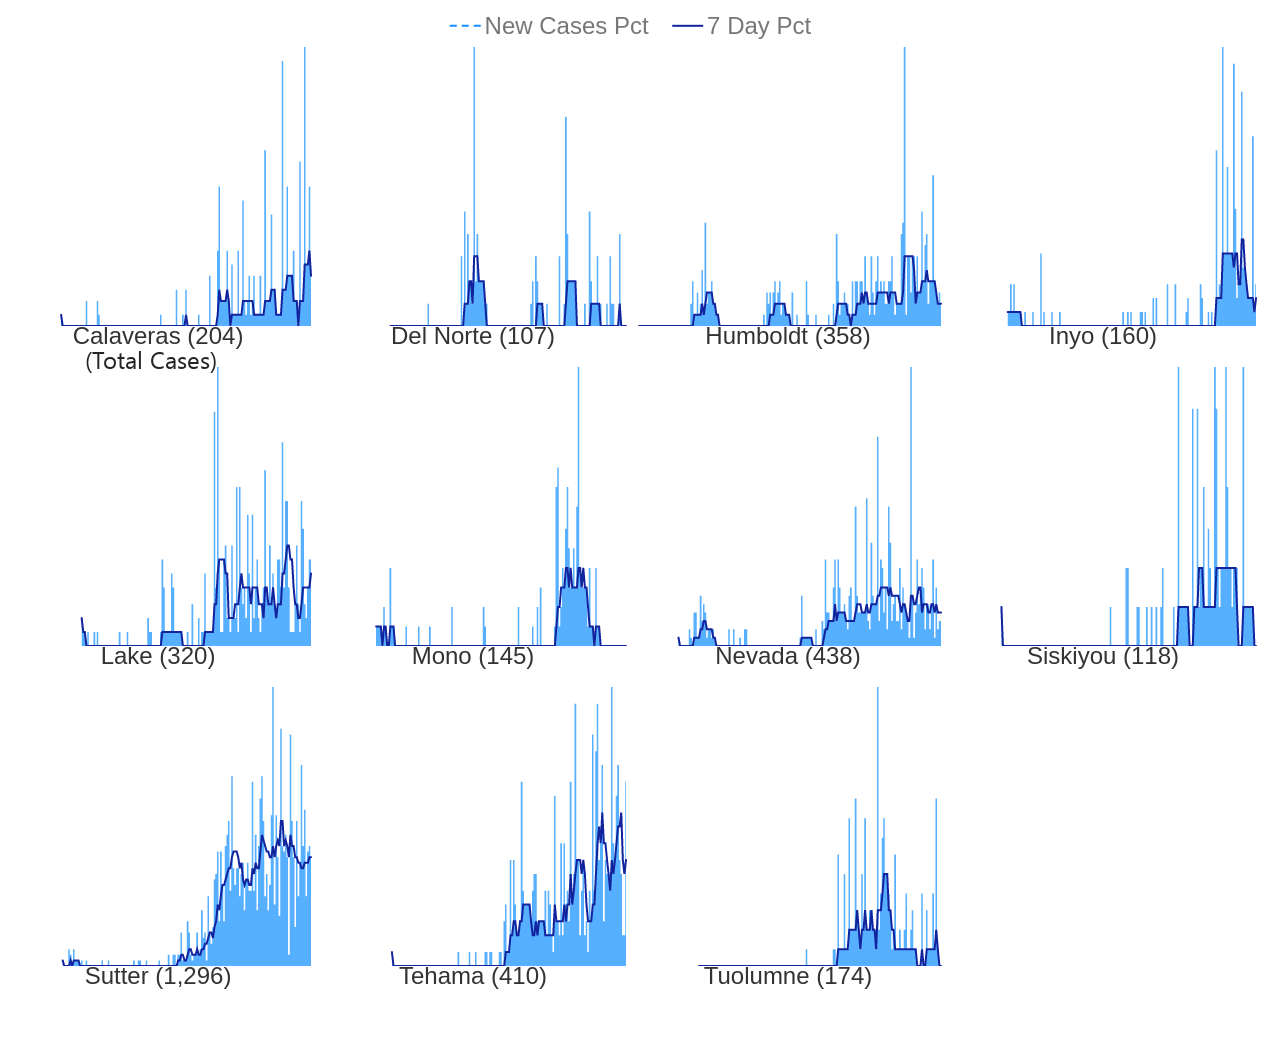 New Cases Pct 7 Day Pct
Calaveras (204) Del Norte (107) Humboldt (358) Inyo (160)
(Total Cases)
Lake (320) Mono (145) Nevada (438) Siskiyou (118)
Sutter (1,296) Tehama (410) Tuolumne (174)